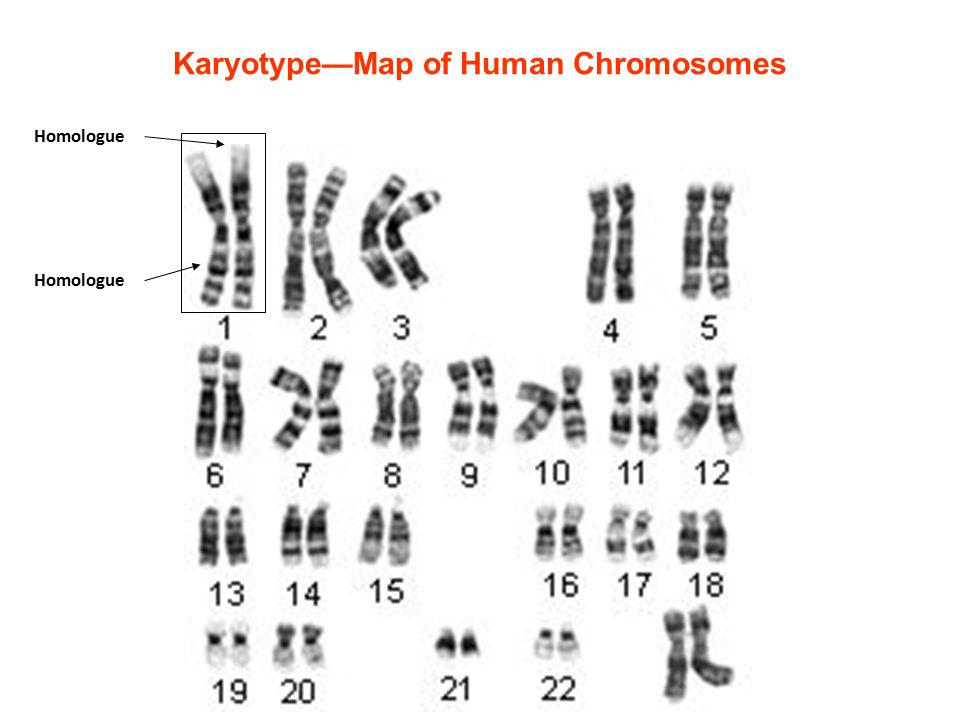 Karyotype—Map of Human Chromosomes
Homologue
Homologue
1 2 3 4 5
6 7 8 9 10 11 12
13 14 15 16 17 18
19 20 21 22